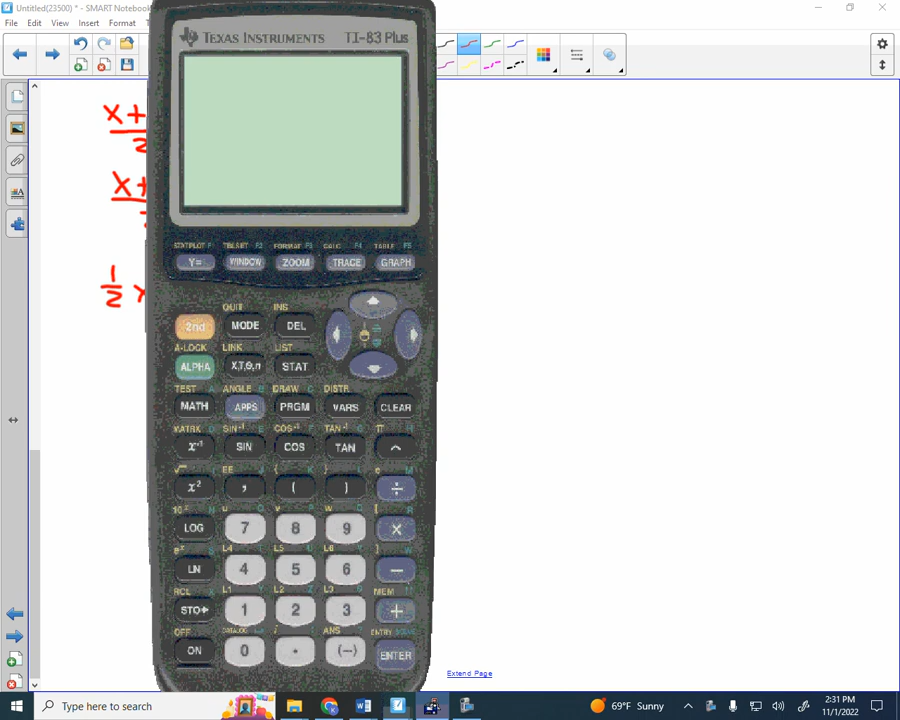 Untitled(23500) * - SMART Notebook
File Edit View Insert Format
TEXAS INSTRUMENTS TI-83 Plus
x+
2
x+
1/2 x
STAT PLOT F1 TBLSET F2 FORMAT F3 CALC F4 TABLE F5
Y= WINDOW ZOOM TRACE GRAPH
QUIT INS
2nd MODE DEL
A-LOCK LINK LIST
ALPHA X,T,Θ,n STAT
TEST A ANGLE B DRAW C DISTR
MATH APPS PRGM VARS CLEAR
MATRX D SIN⁻¹ E COS⁻¹ F TAN⁻¹ G π H
x⁻¹ SIN COS TAN ^
√ I EE J { K } L e M
x² , ( ) ÷
10ˣ N u O v P w Q [ R
LOG 7 8 9 ×
eˣ S L4 T L5 U L6 V ] W
LN 4 5 6 −
RCL X L1 Y L2 Z L3 θ MEM "
STO➔ 1 2 3 +
OFF CATALOG i ANS ENTRY SOLVE
ON 0 . (−) ENTER
Extend Page
Type here to search
69°F Sunny
2:31 PM
11/1/2022